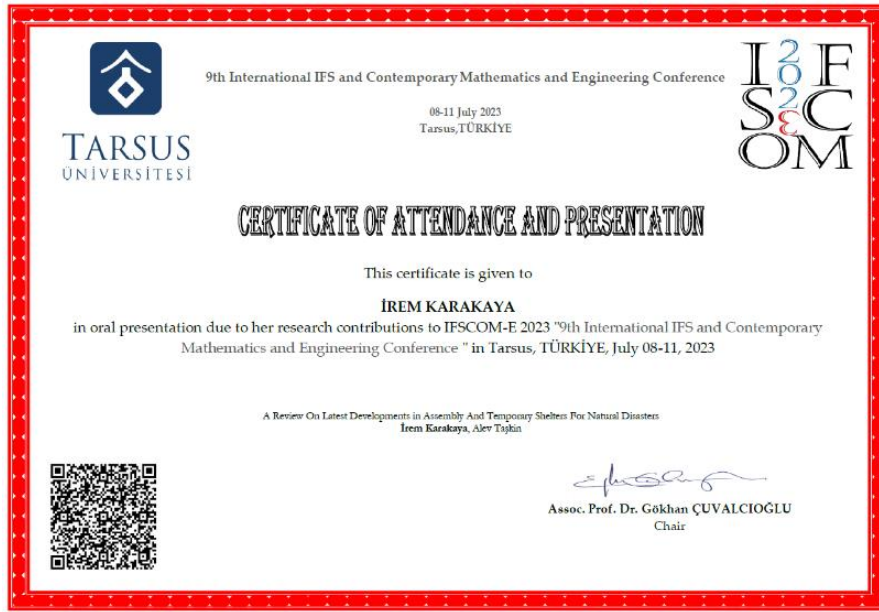 9th International IFS and Contemporary Mathematics and Engineering Conference
08-11 July 2023
Tarsus,TÜRKİYE
TARSUS
ÜNİVERSİTESİ
I 2023 F
S C
OM
CERTIFICATE OF ATTENDANCE AND PRESENTATION
This certificate is given to
İREM KARAKAYA
in oral presentation due to her research contributions to IFSCOM-E 2023 "9th International IFS and Contemporary
Mathematics and Engineering Conference " in Tarsus, TÜRKİYE, July 08-11, 2023
A Review On Latest Developments in Assembly And Temporary Shelters For Natural Disasters
İrem Karakaya, Alev Taşkin
Assoc. Prof. Dr. Gökhan ÇUVALCIOĞLU
Chair